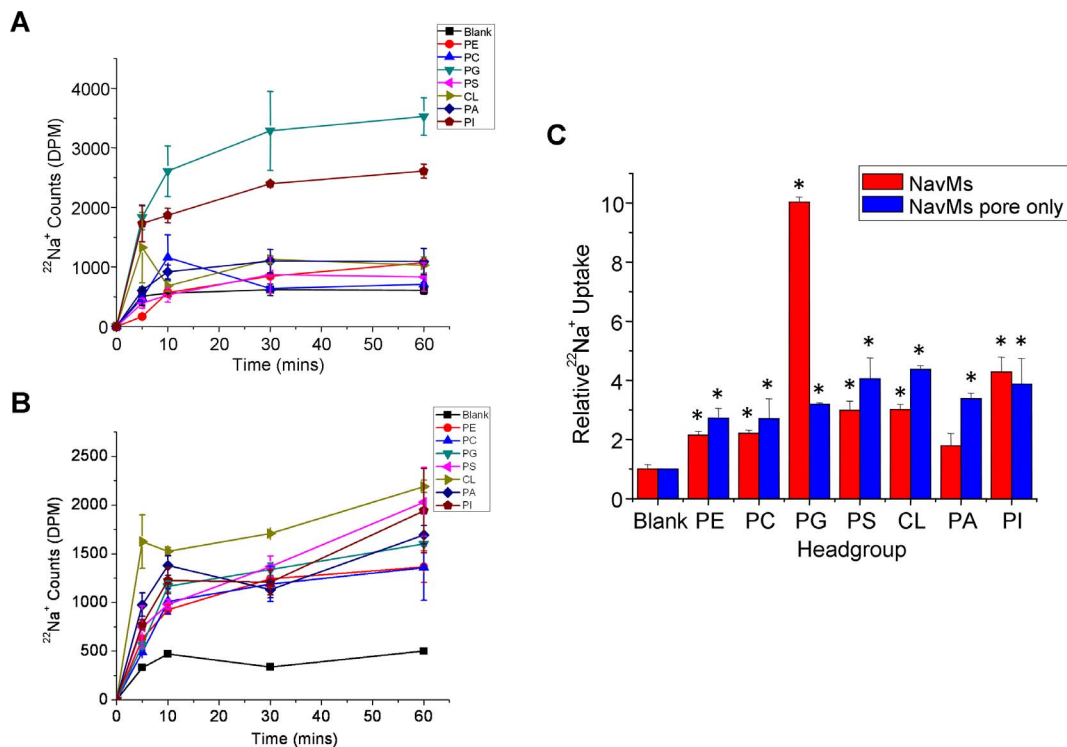 A
Blank
PE
PC
PG
PS
CL
PA
PI
4000
3000
2000
1000
0
²²Na⁺ Counts (DPM)
0 10 20 30 40 50 60
Time (mins)
B
Blank
PE
PC
PG
PS
CL
PA
PI
2500
2000
1500
1000
500
0
²²Na⁺ Counts (DPM)
0 10 20 30 40 50 60
Time (mins)
C
NavMs
NavMs pore only
10
8
6
4
2
0
Relative ²²Na⁺ Uptake
* * * * * * * * * * * * *
Blank PE PC PG PS CL PA PI
Headgroup